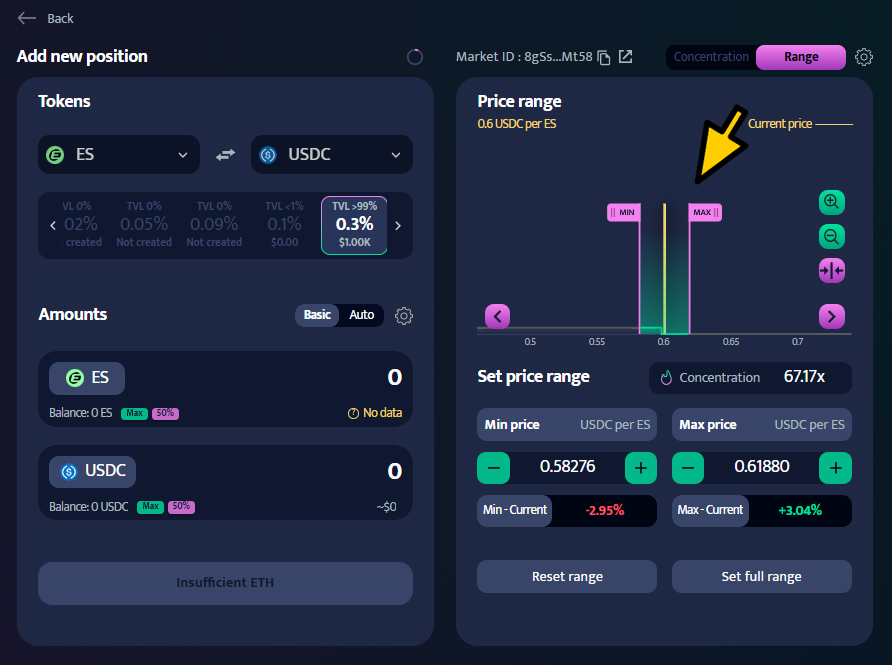 Back
Add new position
Market ID : 8gSs...Mt58
Concentration
Range
Tokens
ES
USDC
VL 0%
02%
created
TVL 0%
0.05%
Not created
TVL 0%
0.09%
Not created
TVL <1%
0.1%
$0.00
TVL >99%
0.3%
$1.00K
Amounts
Basic
Auto
ES
0
Balance: 0 ES
Max
50%
No data
USDC
0
Balance: 0 USDC
Max
50%
~$0
Insufficient ETH
Price range
0.6 USDC per ES
Current price
MIN
MAX
0.5
0.55
0.6
0.65
0.7
Set price range
Concentration
67.17x
Min price
USDC per ES
Max price
USDC per ES
0.58276
0.61880
Min - Current
-2.95%
Max - Current
+3.04%
Reset range
Set full range